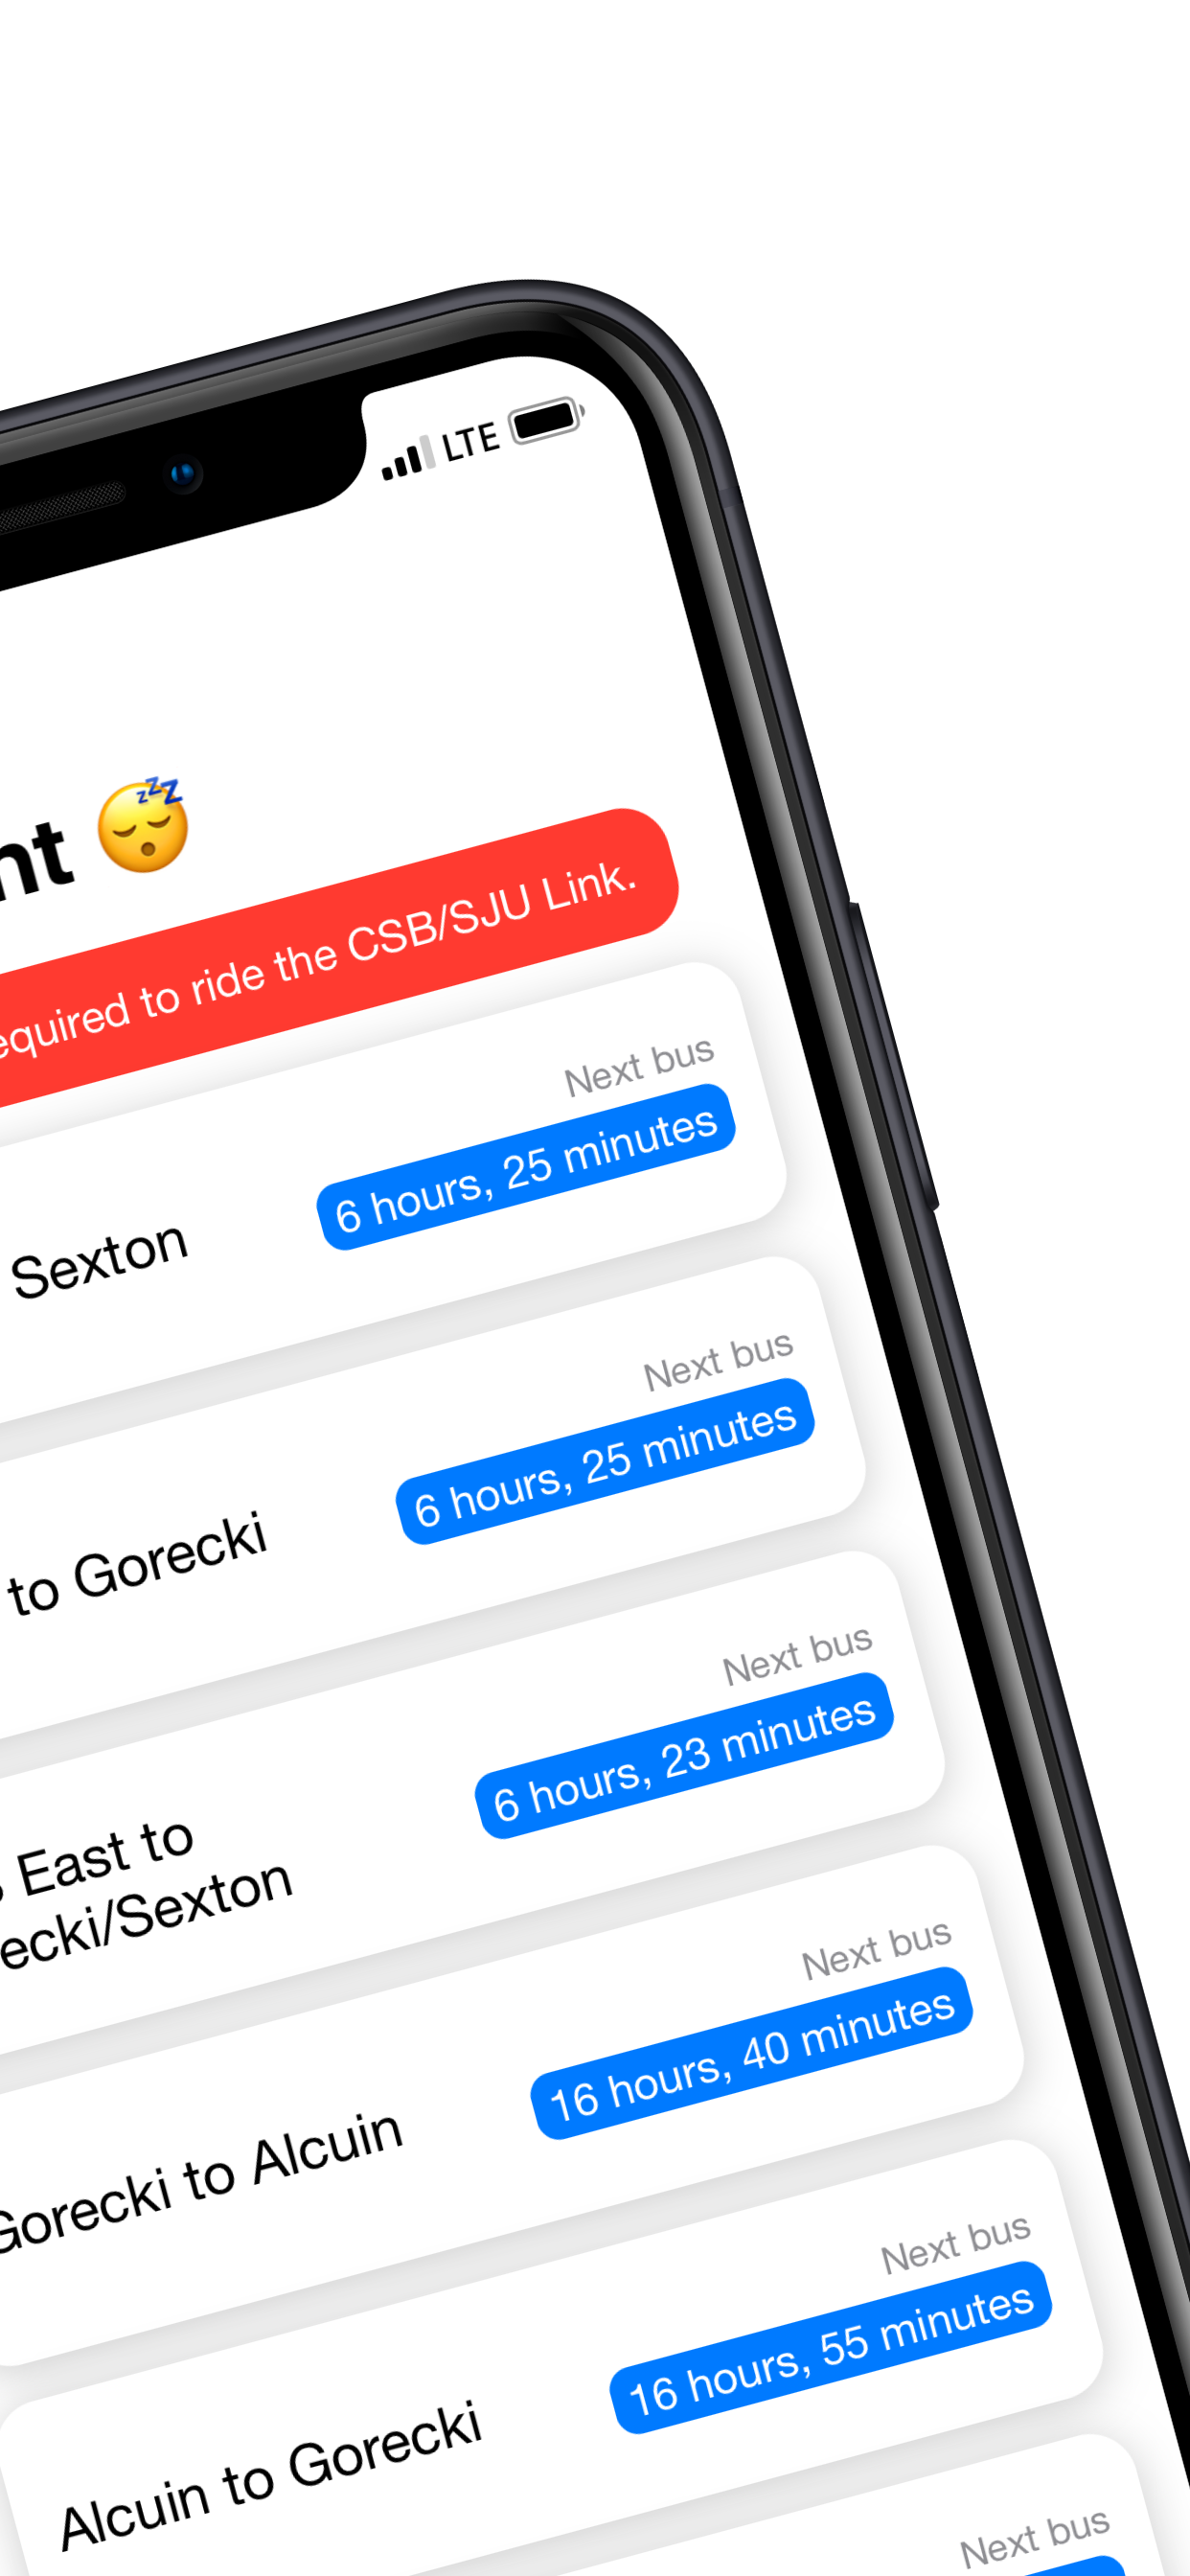 LTE
nt 😴
equired to ride the CSB/SJU Link.
Next bus
Sexton
6 hours, 25 minutes
Next bus
to Gorecki
6 hours, 25 minutes
Next bus
East to
ecki/Sexton
6 hours, 23 minutes
Next bus
Gorecki to Alcuin
16 hours, 40 minutes
Next bus
Alcuin to Gorecki
16 hours, 55 minutes
Next bus